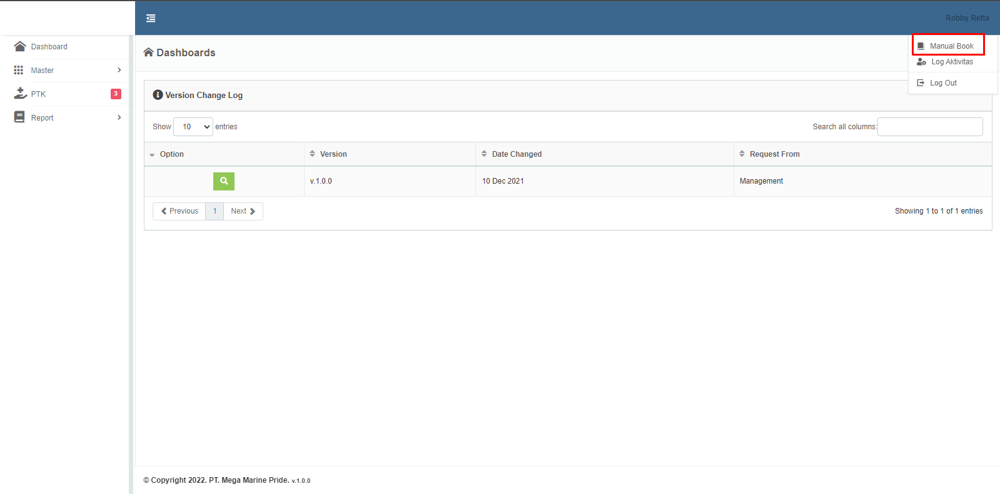 Robby Refta
Dashboard
Master
PTK 3
Report
Dashboards
Manual Book
Log Aktivitas
Log Out
Version Change Log
Show 10 entries
Search all columns:
Option Version Date Changed Request From
v.1.0.0 10 Dec 2021 Management
Previous 1 Next
Showing 1 to 1 of 1 entries
© Copyright 2022. PT. Mega Marine Pride. v.1.0.0